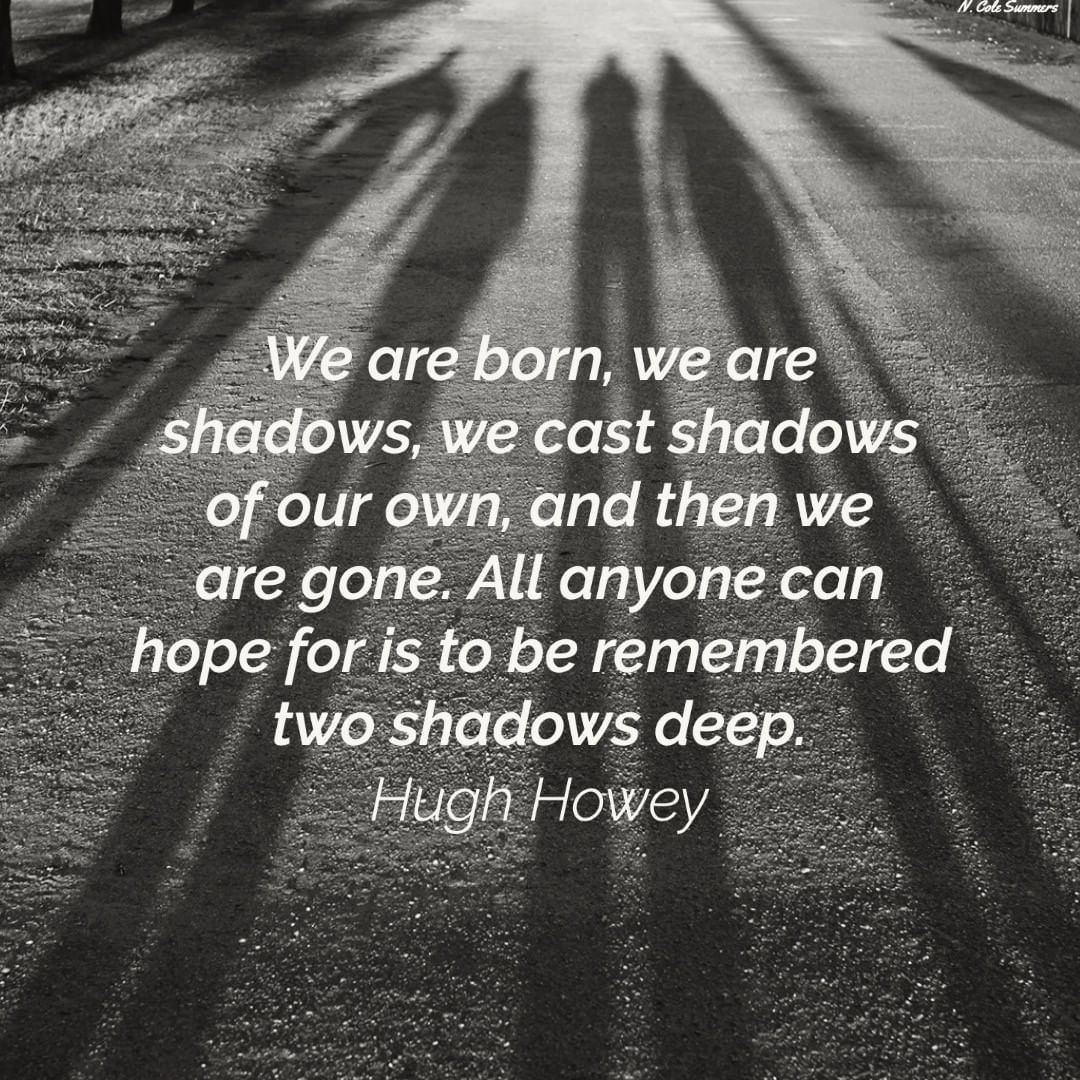 N. Cole Summers
We are born, we are
shadows, we cast shadows
of our own, and then we
are gone. All anyone can
hope for is to be remembered
two shadows deep.
Hugh Howey